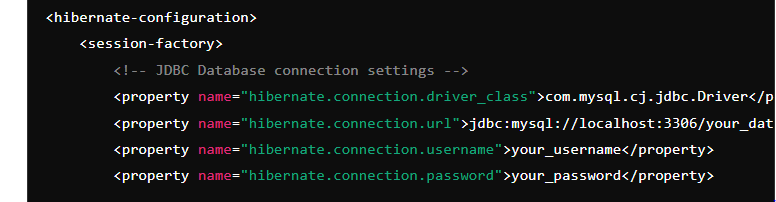 <hibernate-configuration>
<session-factory>
<!-- JDBC Database connection settings -->
<property name="hibernate.connection.driver_class">com.mysql.cj.jdbc.Driver</p
<property name="hibernate.connection.url">jdbc:mysql://localhost:3306/your_dat
<property name="hibernate.connection.username">your_username</property>
<property name="hibernate.connection.password">your_password</property>